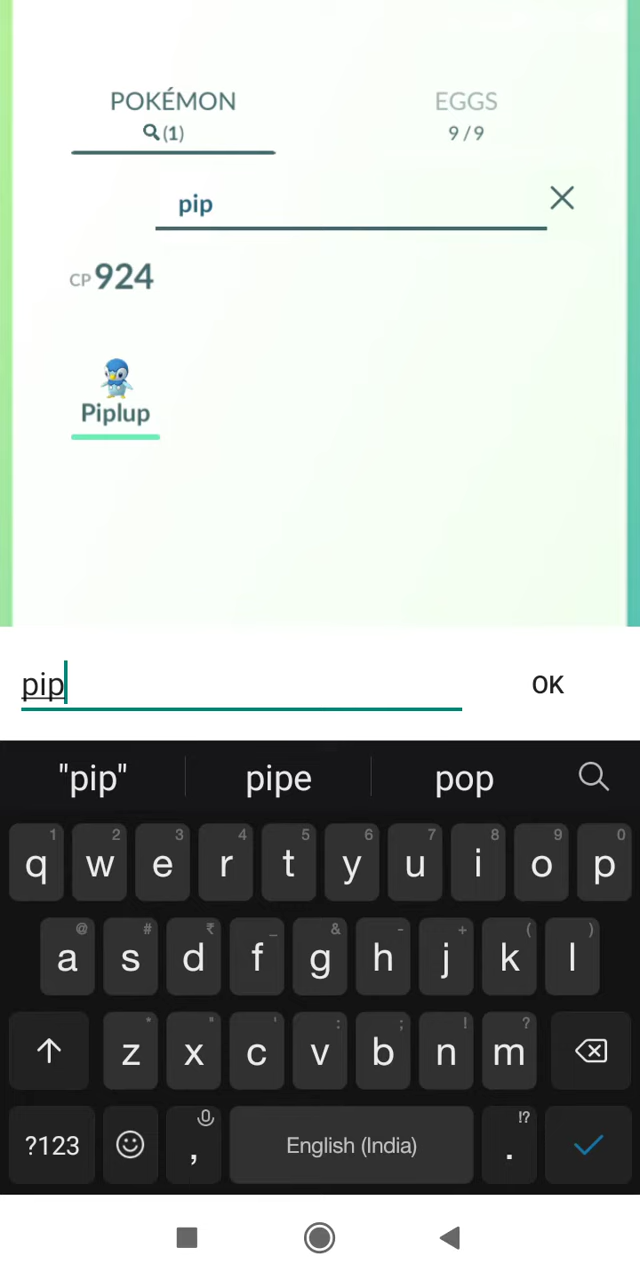 POKÉMON EGGS
(1) 9 / 9
pip
CP 924
Piplup
pip OK
"pip" pipe pop
1 2 3 4 5 6 7 8 9 0
q w e r t y u i o p
@ # ₹ _ & - + ( )
a s d f g h j k l
* " ' : ; ! ?
z x c v b n m
!?
?123 , English (India) .